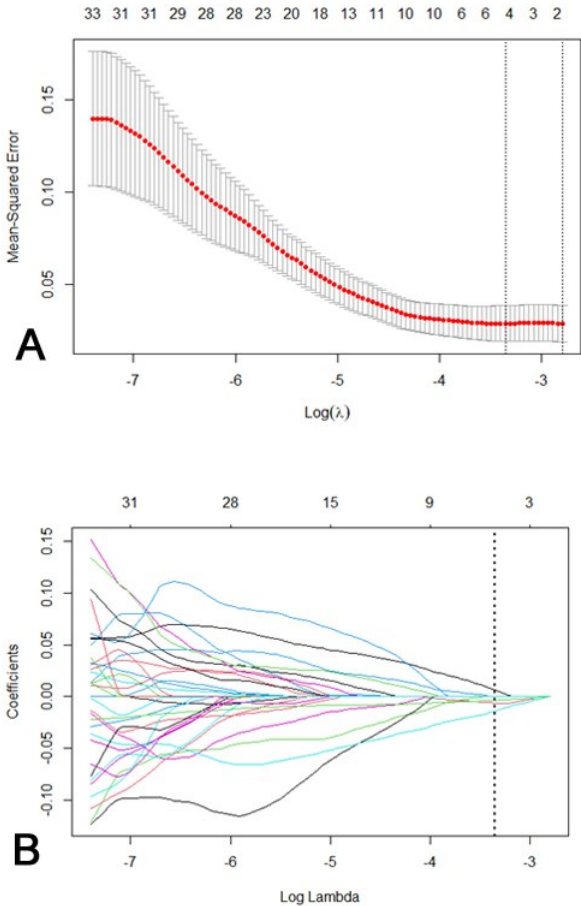 33 31 31 29 28 28 23 20 18 13 11 10 10 6 6 4 3 2
0.15
0.10
0.05
Mean-Squared Error
-7 -6 -5 -4 -3
Log(λ)
A
31 28 15 9 3
0.15
0.10
0.05
0.00
-0.05
-0.10
Coefficients
-7 -6 -5 -4 -3
Log Lambda
B